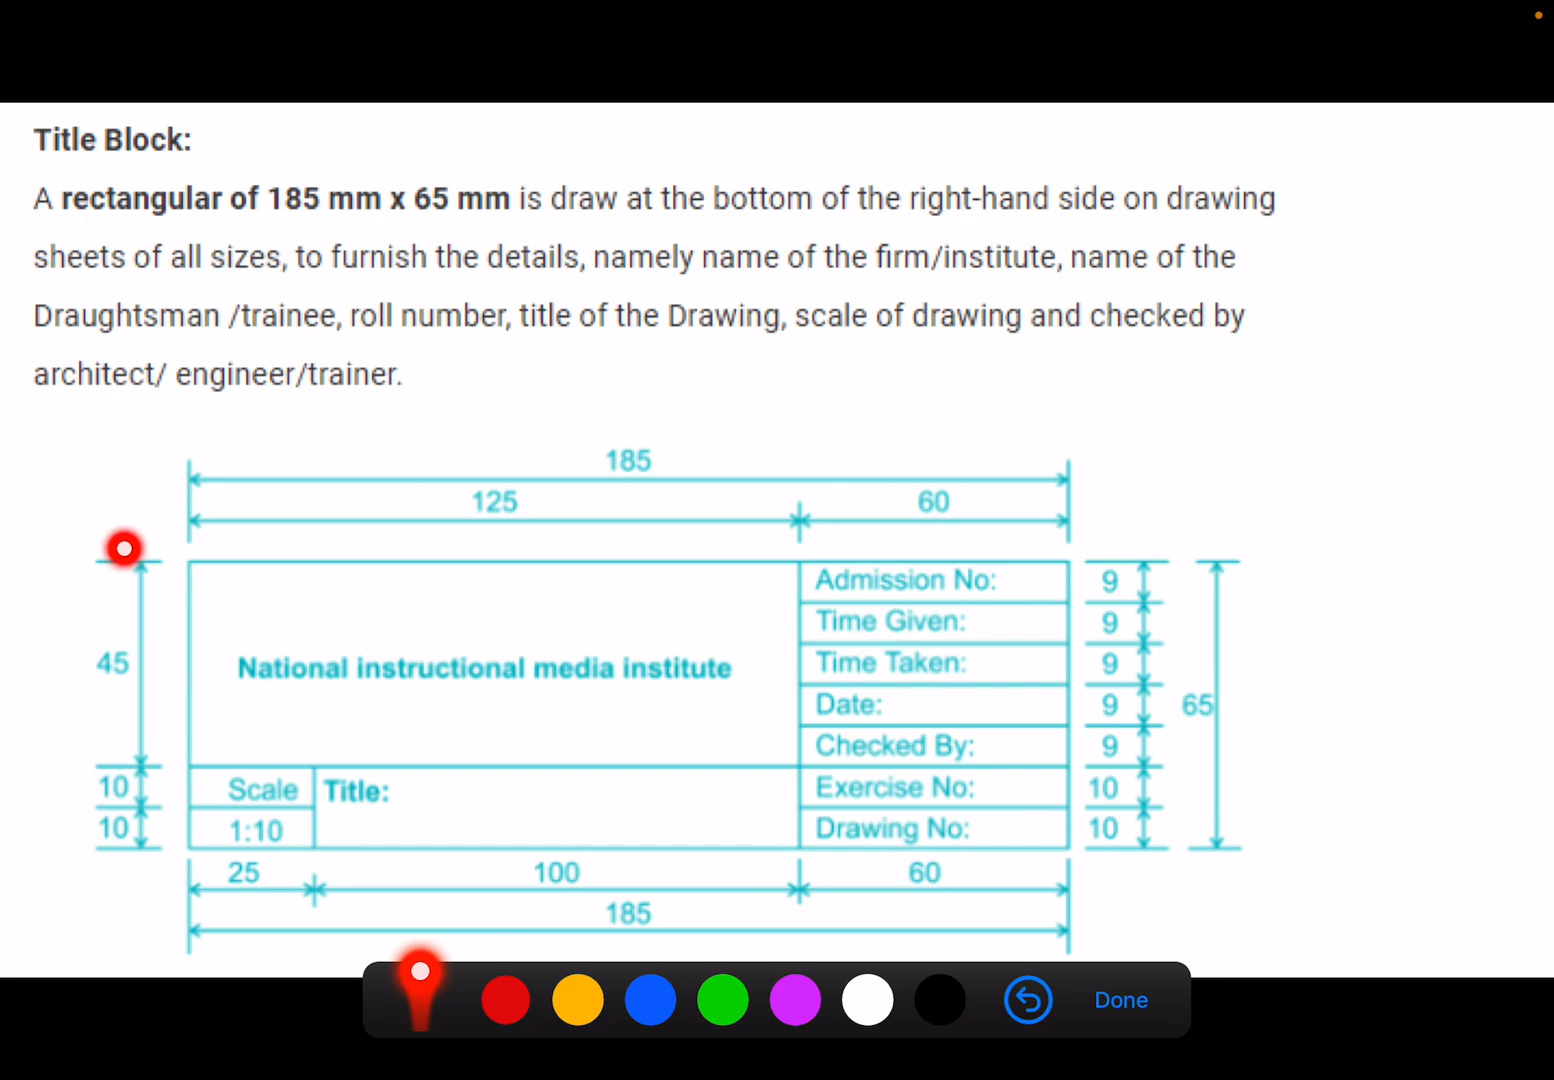 Title Block:
A rectangular of 185 mm x 65 mm is draw at the bottom of the right-hand side on drawing
sheets of all sizes, to furnish the details, namely name of the firm/institute, name of the
Draughtsman /trainee, roll number, title of the Drawing, scale of drawing and checked by
architect/ engineer/trainer.
185
125 60
Admission No: 9
Time Given: 9
45 National instructional media institute Time Taken: 9
Date: 9 65
Checked By: 9
10 Scale Title: Exercise No: 10
10 1:10 Drawing No: 10
25 100 60
185
Done